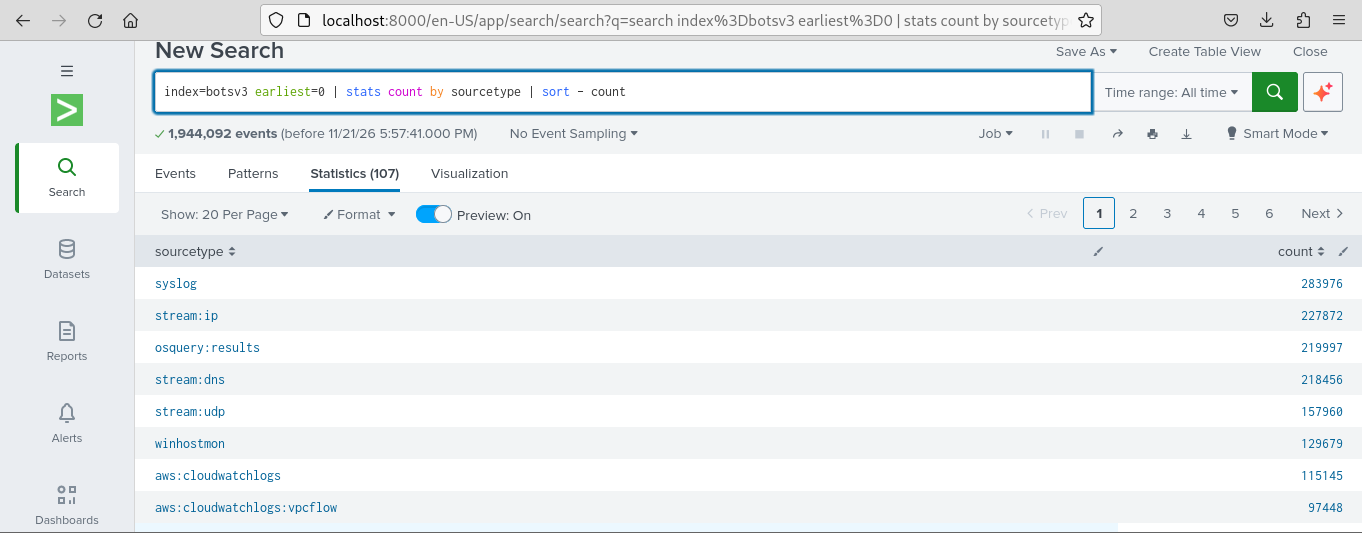 localhost:8000/en-US/app/search/search?q=search index%3Dbotsv3 earliest%3D0 | stats count by sourcetyp
New Search
Save As Create Table View Close
index=botsv3 earliest=0 | stats count by sourcetype | sort - count
Time range: All time
1,944,092 events (before 11/21/26 5:57:41.000 PM)
No Event Sampling
Job
Smart Mode
Search
Datasets
Reports
Alerts
Dashboards
Events Patterns Statistics (107) Visualization
Show: 20 Per Page Format Preview: On
Prev 1 2 3 4 5 6 Next
sourcetype count
syslog 283976
stream:ip 227872
osquery:results 219997
stream:dns 218456
stream:udp 157960
winhostmon 129679
aws:cloudwatchlogs 115145
aws:cloudwatchlogs:vpcflow 97448